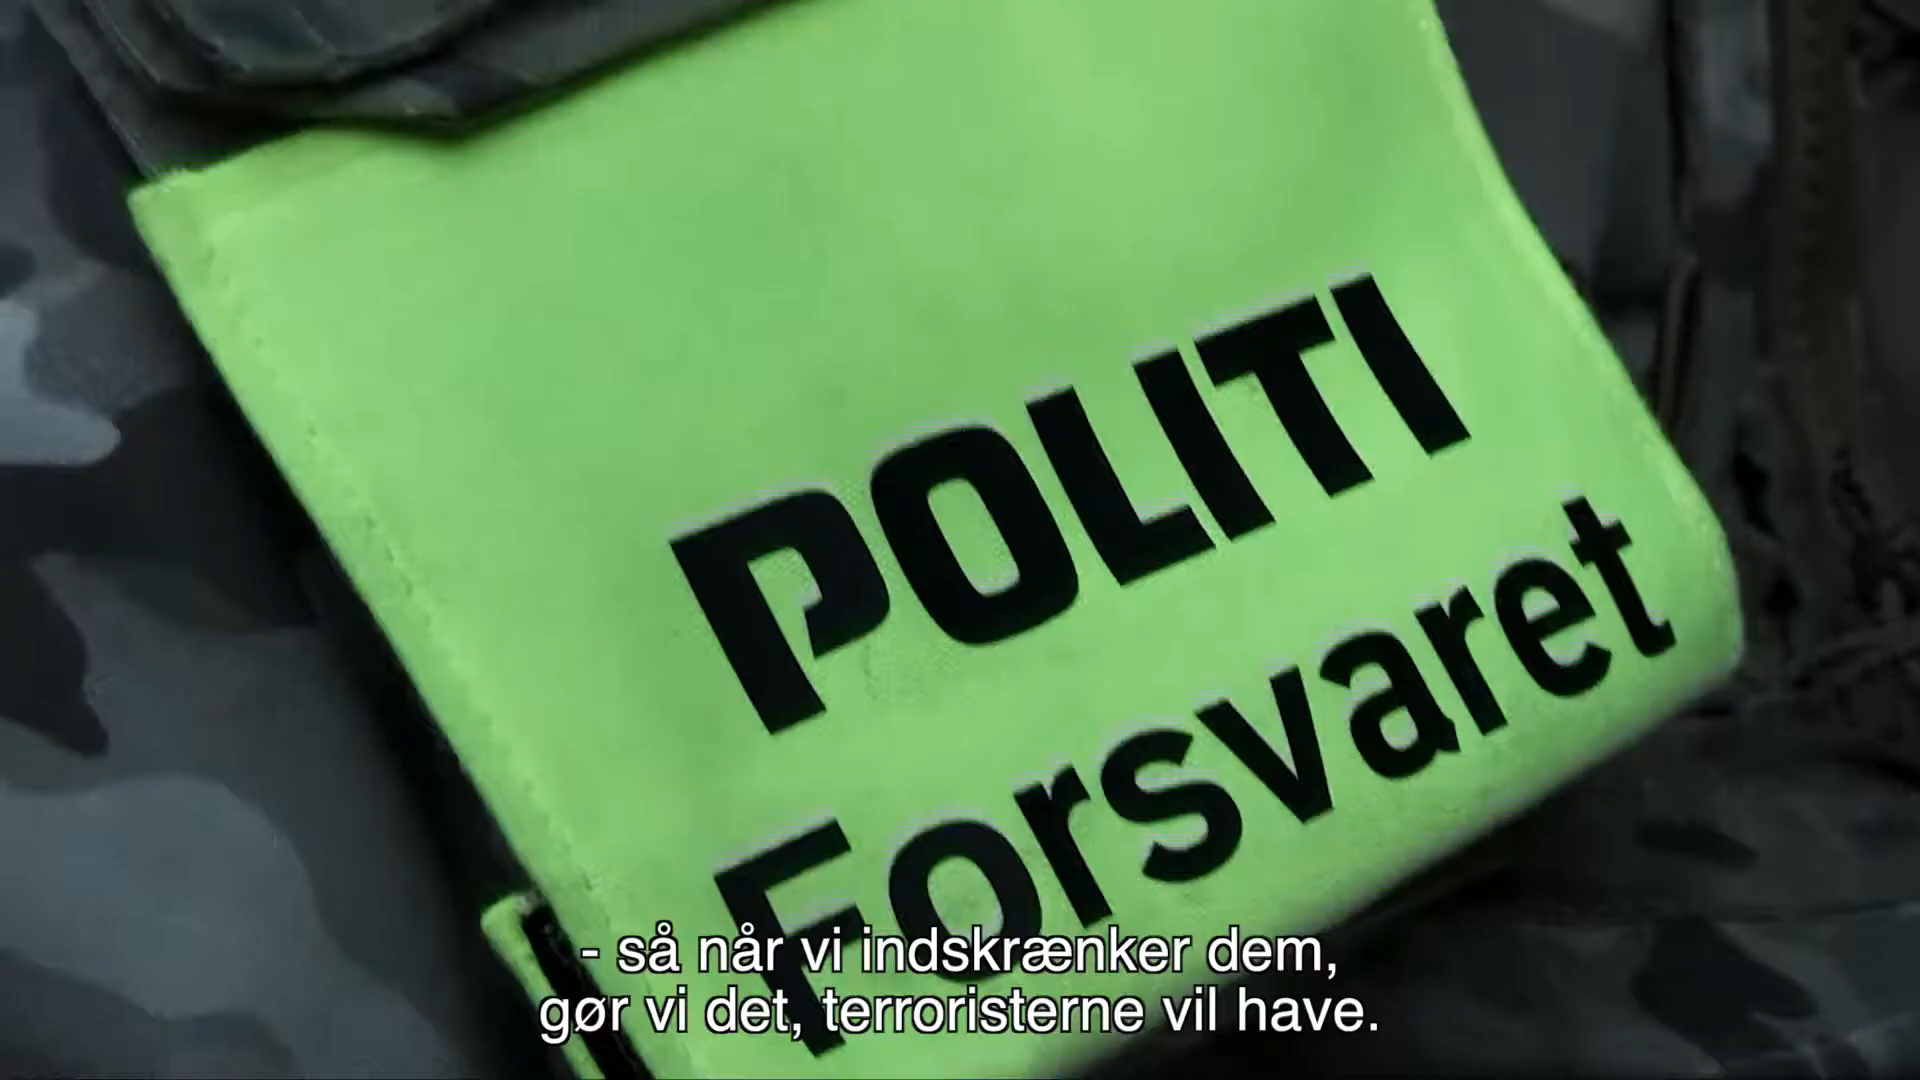 POLITI
Forsvaret
- så når vi indskrænker dem,
gør vi det, terroristerne vil have.